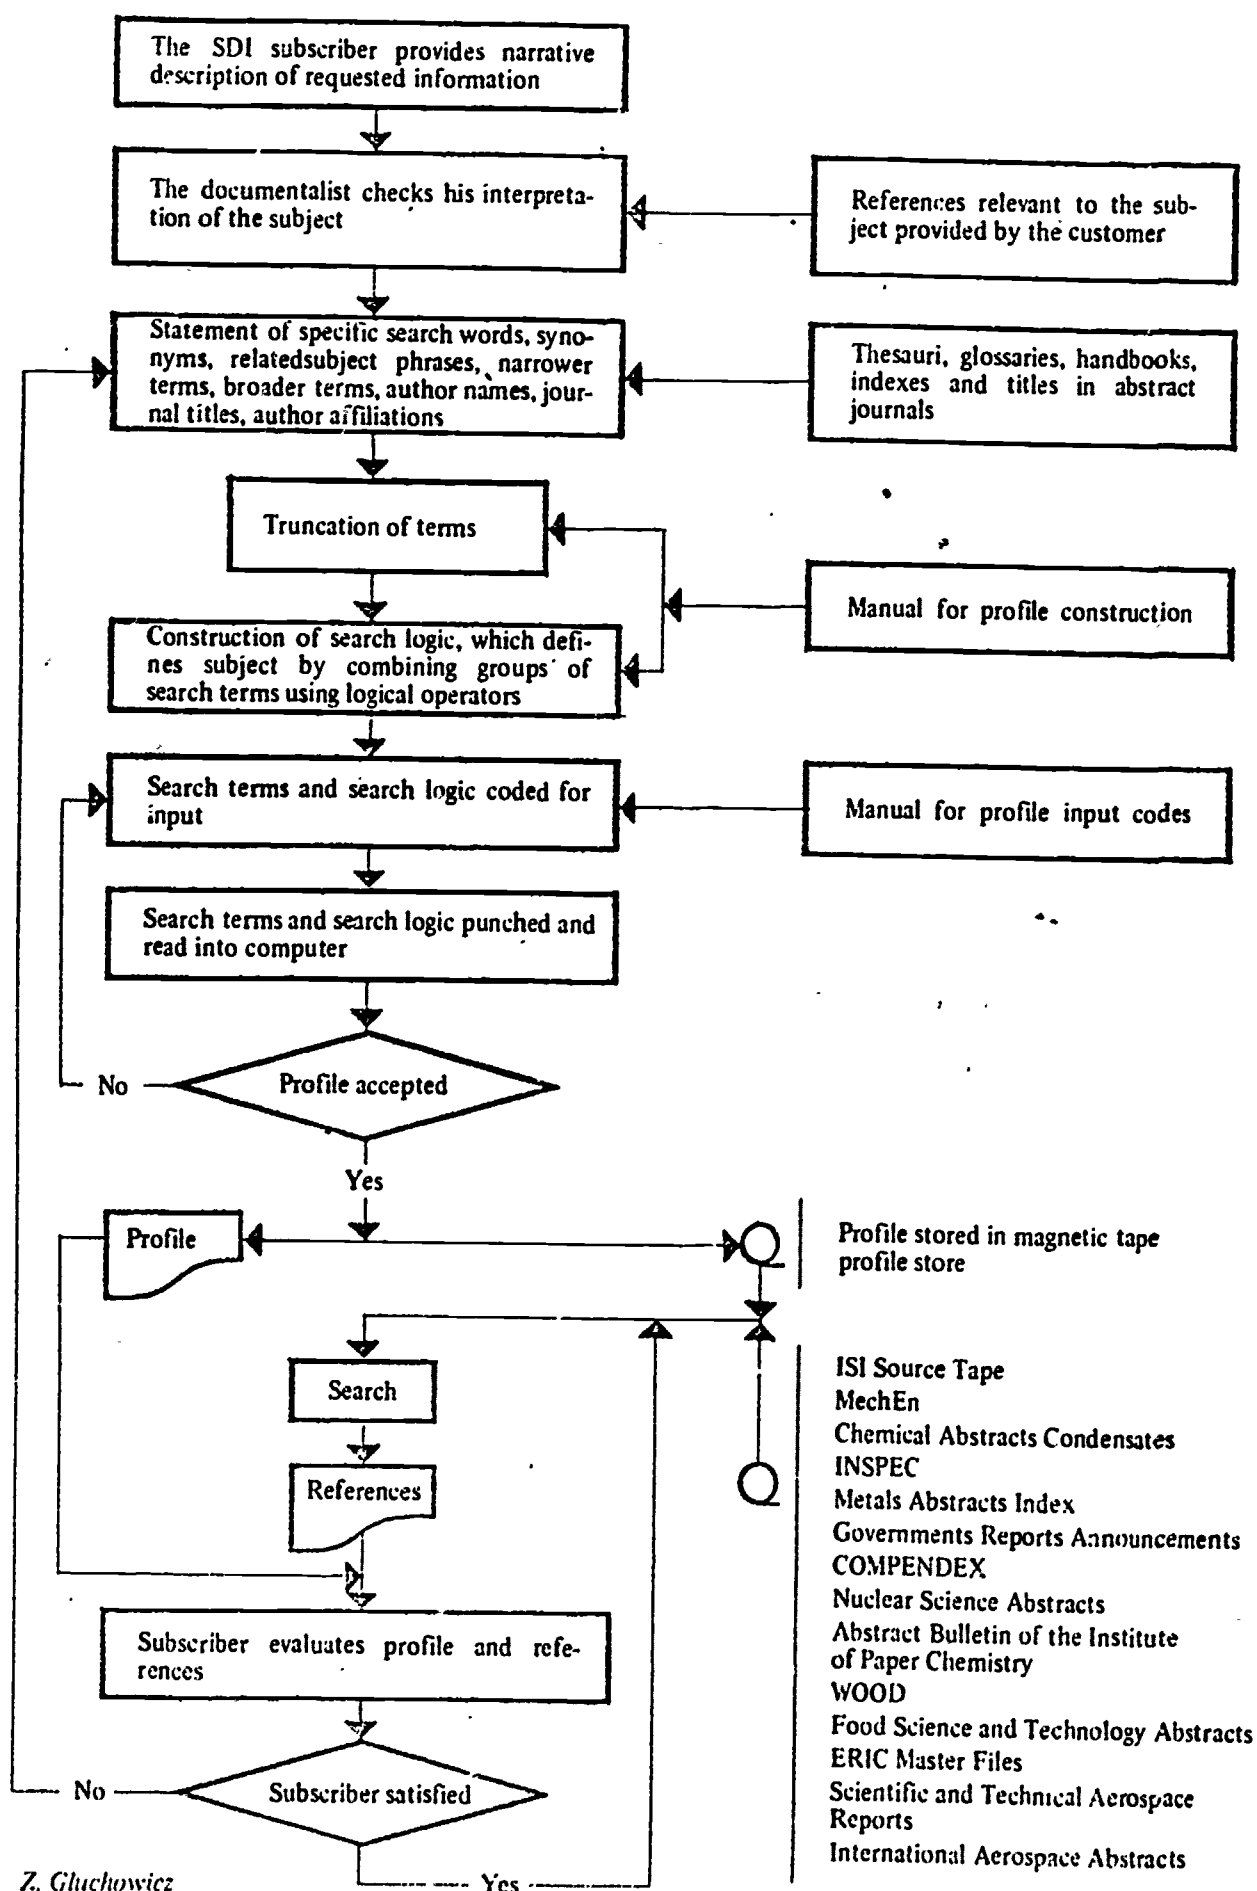 The SDI subscriber provides narrative
description of requested information
The documentalist checks his interpreta-
tion of the subject
References relevant to the sub-
ject provided by the customer
Statement of specific search words, syno-
nyms, relatedsubject phrases, narrower
terms, broader terms, author names, jour-
nal titles, author affiliations
Thesauri, glossaries, handbooks,
indexes and titles in abstract
journals
Truncation of terms
Manual for profile construction
Construction of search logic, which defi-
nes subject by combining groups of
search terms using logical operators
Search terms and search logic coded for
input
Manual for profile input codes
Search terms and search logic punched and
read into computer
Profile accepted
No
Yes
Profile
Profile stored in magnetic tape
profile store
Search
References
ISI Source Tape
MechEn
Chemical Abstracts Condensates
INSPEC
Metals Abstracts Index
Governments Reports Announcements
COMPENDEX
Nuclear Science Abstracts
Abstract Bulletin of the Institute
of Paper Chemistry
WOOD
Food Science and Technology Abstracts
ERIC Master Files
Scientific and Technical Aerospace
Reports
International Aerospace Abstracts
Subscriber evaluates profile and refe-
rences
Subscriber satisfied
No
Yes
Z. Gluchowicz